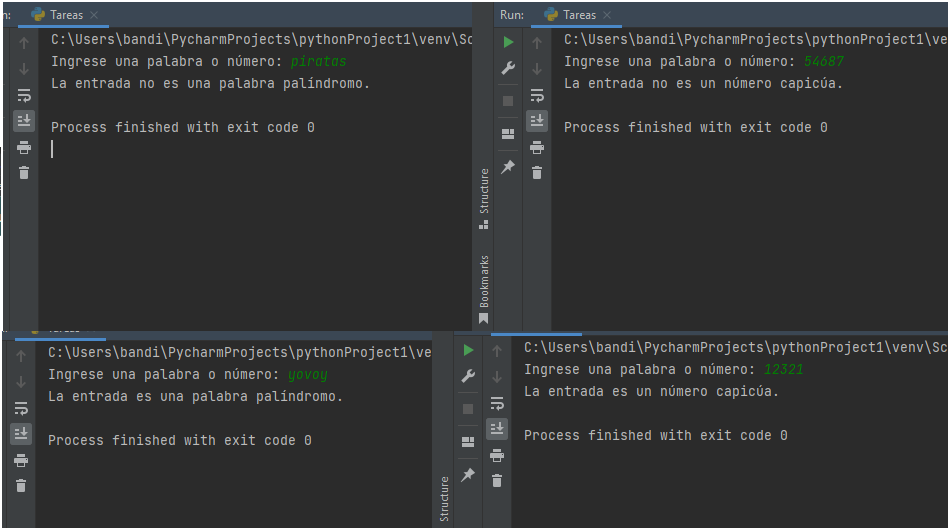 n: Tareas
C:\Users\bandi\PycharmProjects\pythonProject1\venv\Sc
Ingrese una palabra o número: piratas
La entrada no es una palabra palíndromo.
Process finished with exit code 0
Structure
Bookmarks
Run: Tareas
C:\Users\bandi\PycharmProjects\pythonProject1\ve
Ingrese una palabra o número: 54687
La entrada no es un número capicúa.
Process finished with exit code 0
C:\Users\bandi\PycharmProjects\pythonProject1\ve
Ingrese una palabra o número: yovoy
La entrada es una palabra palíndromo.
Process finished with exit code 0
Structure
C:\Users\bandi\PycharmProjects\pythonProject1\venv\Sc
Ingrese una palabra o número: 12321
La entrada es un número capicúa.
Process finished with exit code 0